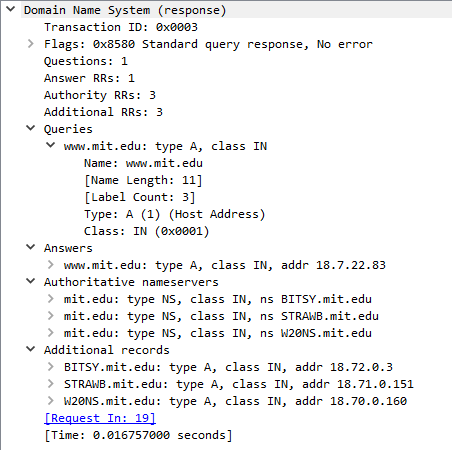 Domain Name System (response)
Transaction ID: 0x0003
Flags: 0x8580 Standard query response, No error
Questions: 1
Answer RRs: 1
Authority RRs: 3
Additional RRs: 3
Queries
www.mit.edu: type A, class IN
Name: www.mit.edu
[Name Length: 11]
[Label Count: 3]
Type: A (1) (Host Address)
Class: IN (0x0001)
Answers
www.mit.edu: type A, class IN, addr 18.7.22.83
Authoritative nameservers
mit.edu: type NS, class IN, ns BITSY.mit.edu
mit.edu: type NS, class IN, ns STRAWB.mit.edu
mit.edu: type NS, class IN, ns W20NS.mit.edu
Additional records
BITSY.mit.edu: type A, class IN, addr 18.72.0.3
STRAWB.mit.edu: type A, class IN, addr 18.71.0.151
W20NS.mit.edu: type A, class IN, addr 18.70.0.160
[Request In: 19]
[Time: 0.016757000 seconds]